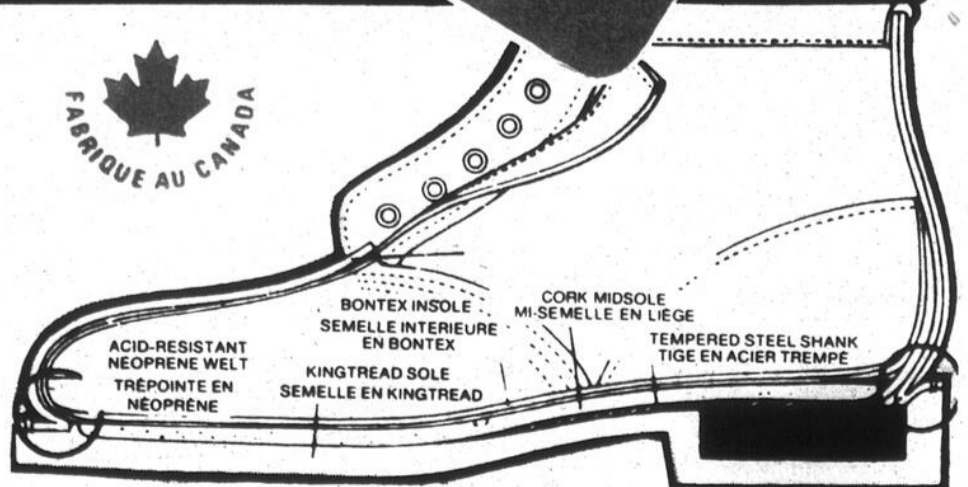 FABRIQUE AU CANADA
BONTEX INSOLE
SEMELLE INTERIEURE
EN BONTEX
CORK MIDSOLE
MI-SEMELLE EN LIÈGE
ACID-RESISTANT
NEOPRENE WELT
TRÉPOINTE EN
NÉOPRÈNE
KINGTREAD SOLE
SEMELLE EN KINGTREAD
TEMPERED STEEL SHANK
TIGE EN ACIER TREMPÉ